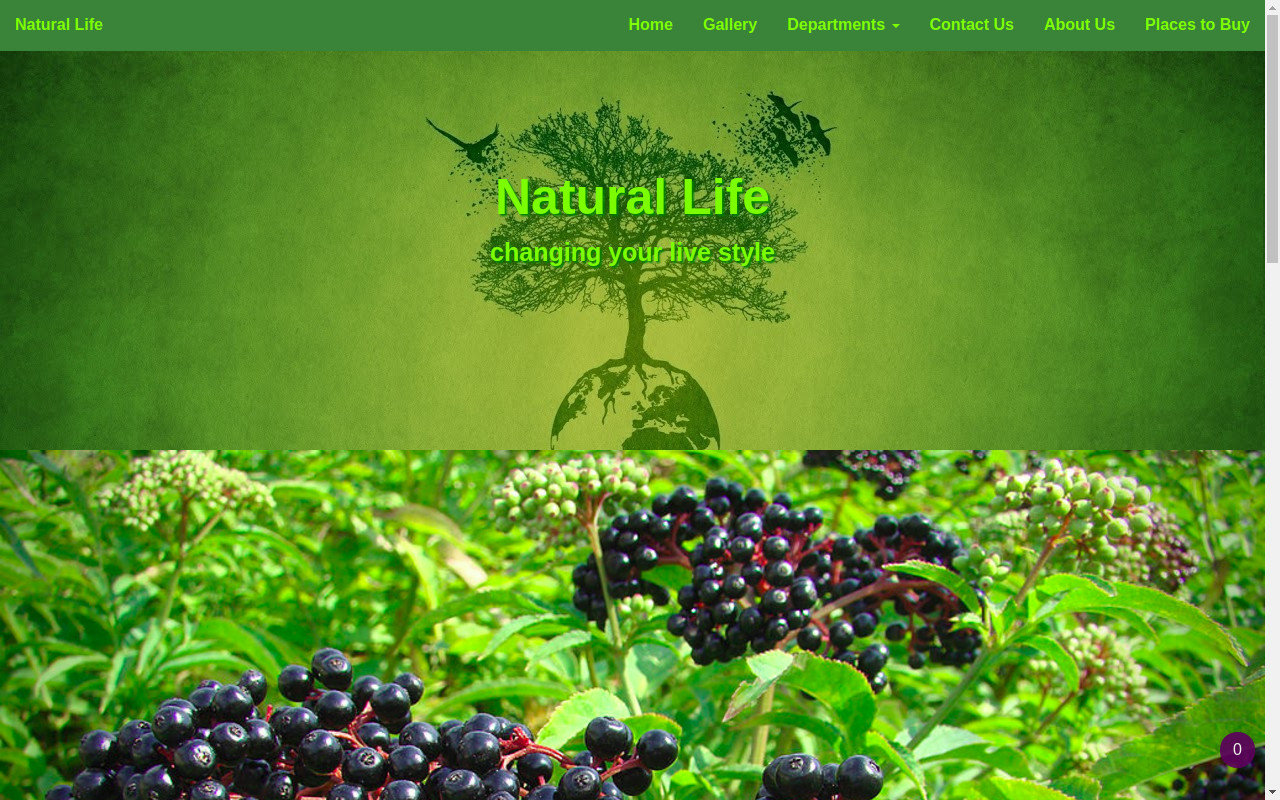 Natural Life
Home
Gallery
Departments
Contact Us
About Us
Places to Buy
Natural Life
changing your live style
0